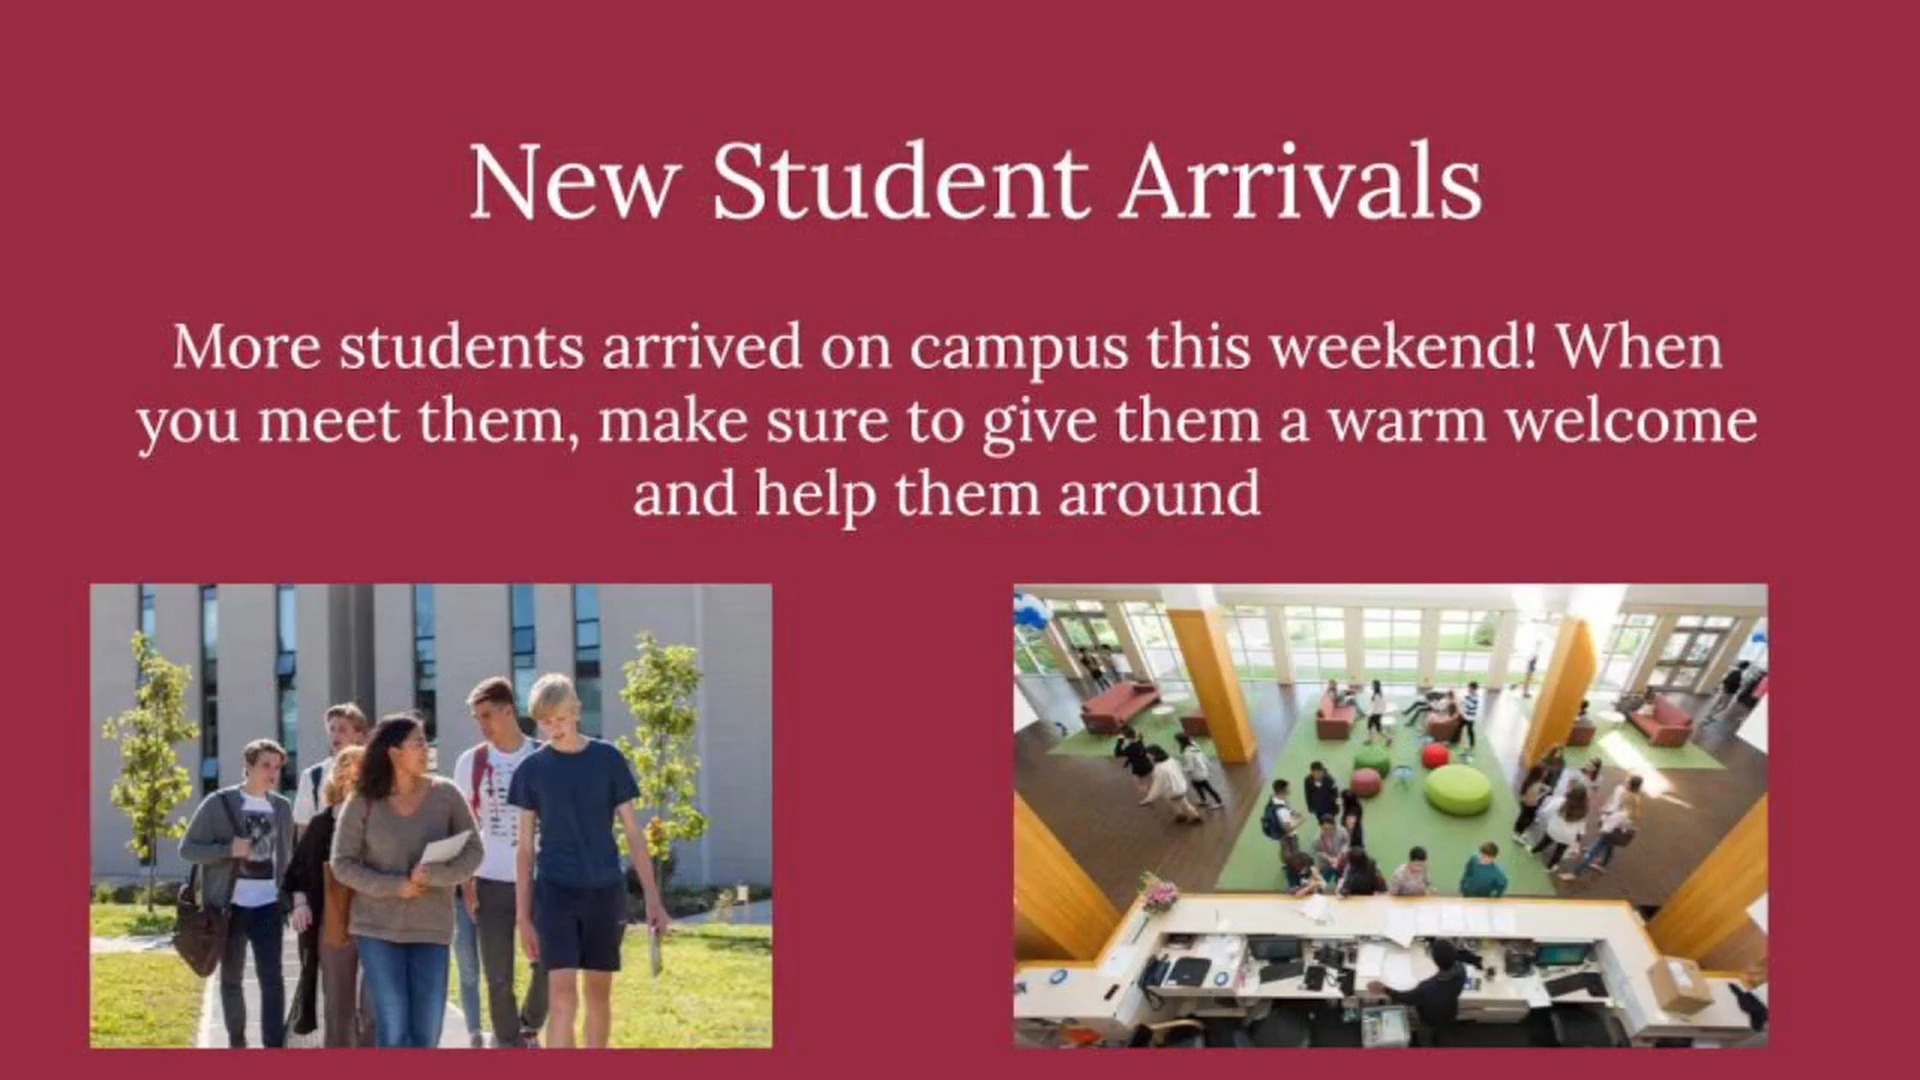 New Student Arrivals
More students arrived on campus this weekend! When
you meet them, make sure to give them a warm welcome
and help them around